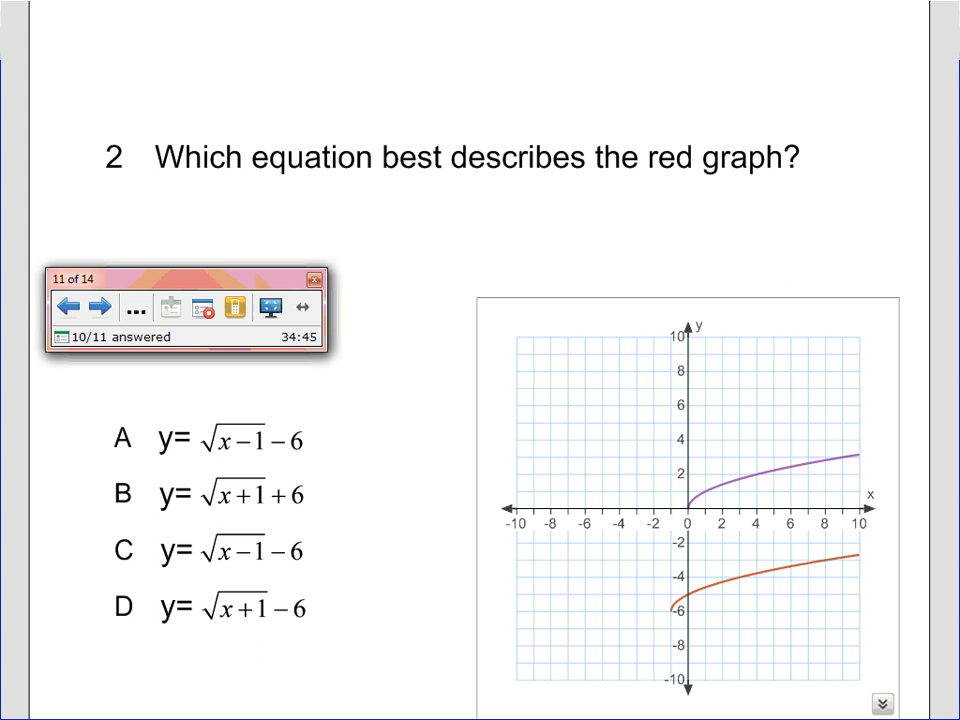 2 Which equation best describes the red graph?
11 of 14
...
10/11 answered 34:45
A y= √x−1 − 6
B y= √x+1 + 6
C y= √x−1 − 6
D y= √x+1 − 6
y
10
8
6
4
2
x
-10 -8 -6 -4 -2 0 2 4 6 8 10
-2
-4
-6
-8
-10